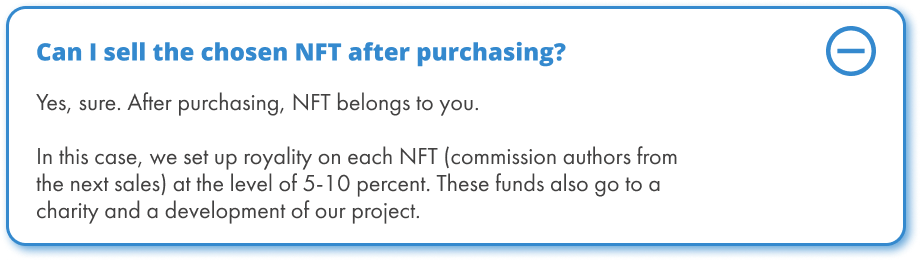 Can I sell the chosen NFT after purchasing?
Yes, sure. After purchasing, NFT belongs to you.
In this case, we set up royality on each NFT (commission authors from
the next sales) at the level of 5-10 percent. These funds also go to a
charity and a development of our project.